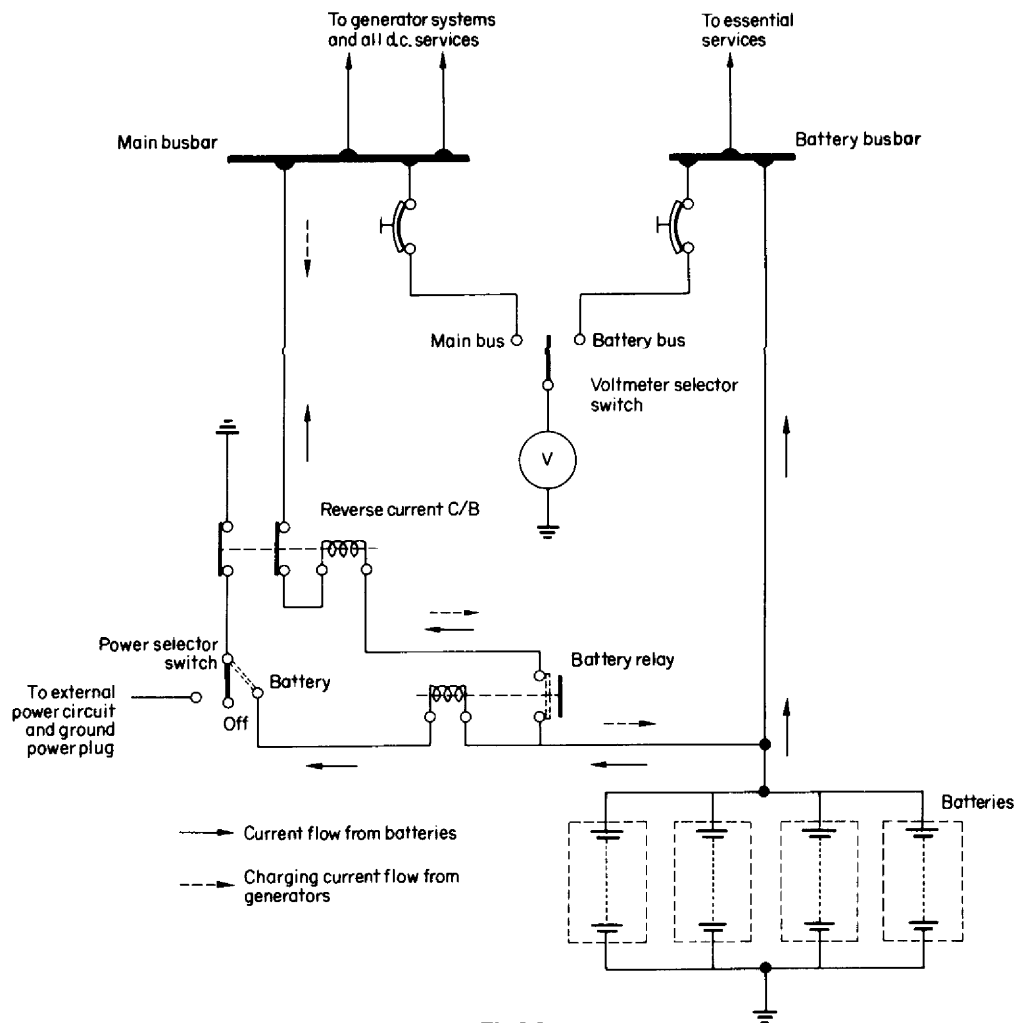 To generator systems
and all d.c. services
To essential
services
Main busbar
Battery busbar
Main bus
Battery bus
Voltmeter selector
switch
V
Reverse current C/B
Power selector
switch
Battery
Battery relay
To external
power circuit
and ground
power plug
Off
Batteries
Current flow from batteries
Charging current flow from
generators